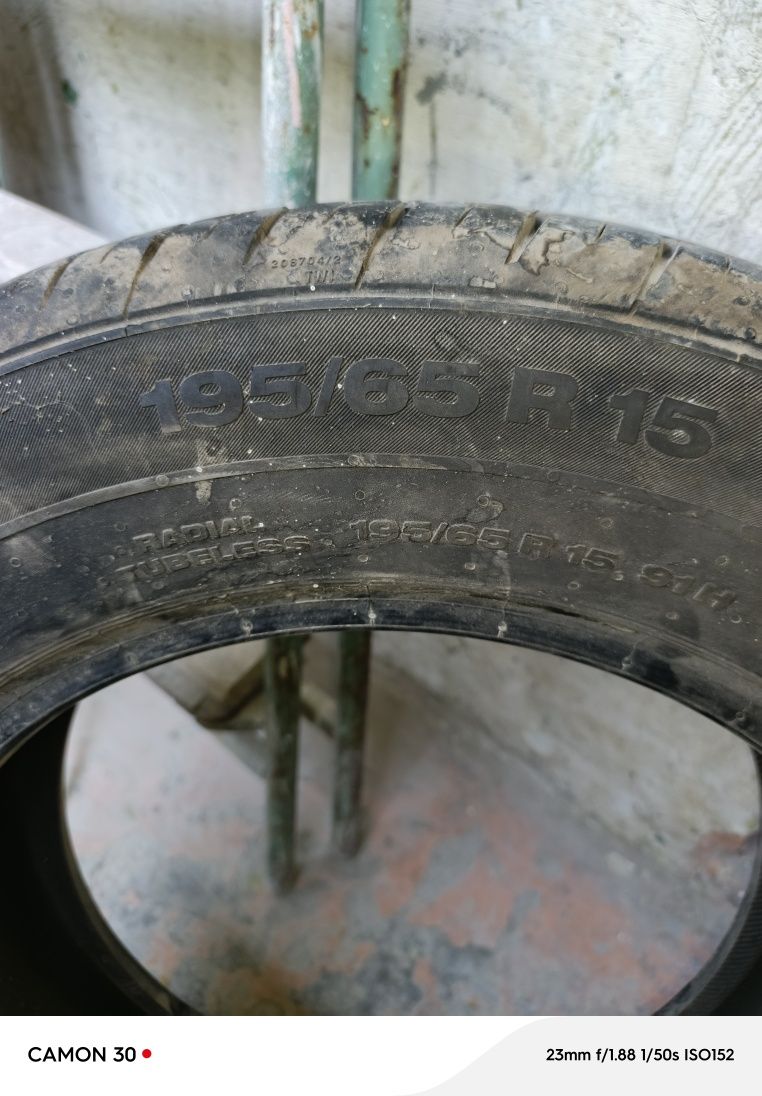 TWI
195/65 R 15
RADIAL
TUBELESS
195/65 R 15 91H
CAMON 30
23mm f/1.88 1/50s ISO152